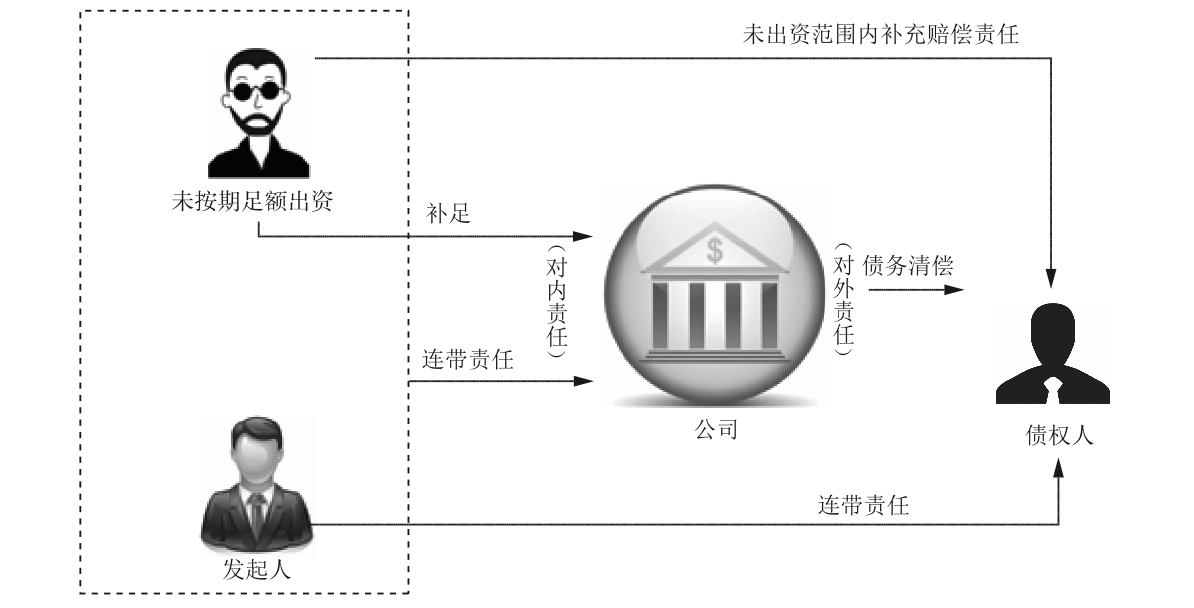 未出资范围内补充赔偿责任
未按期足额出资
补足
(对内责任)
$
(对外责任)
债务清偿
连带责任
公司
债权人
连带责任
发起人